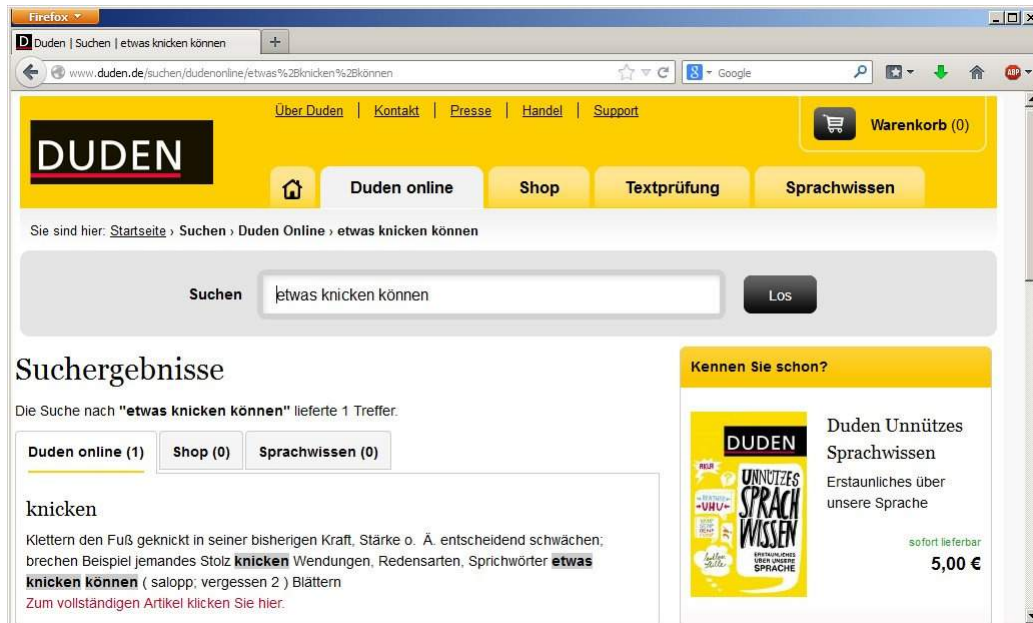 Firefox
Duden | Suchen | etwas knicken können
www.duden.de/suchen/dudenonline/etwas%2Bknicken%2Bkönnen
Google
ABP
Über Duden | Kontakt | Presse | Handel | Support
Warenkorb (0)
DUDEN
Duden online
Shop
Textprüfung
Sprachwissen
Sie sind hier: Startseite › Suchen › Duden Online › etwas knicken können
Suchen
etwas knicken können
Los
Suchergebnisse
Die Suche nach "etwas knicken können" lieferte 1 Treffer.
Duden online (1)
Shop (0)
Sprachwissen (0)
knicken
Klettern den Fuß geknickt in seiner bisherigen Kraft, Stärke o. Ä. entscheidend schwächen;
brechen Beispiel jemandes Stolz knicken Wendungen, Redensarten, Sprichwörter etwas
knicken können ( salopp; vergessen 2 ) Blättern
Zum vollständigen Artikel klicken Sie hier.
Kennen Sie schon?
DUDEN
UNNÜTZES
SPRACH
WISSEN
ERSTAUNLICHES
ÜBER UNSERE
SPRACHE
Duden Unnützes
Sprachwissen
Erstaunliches über
unsere Sprache
sofort lieferbar
5,00 €